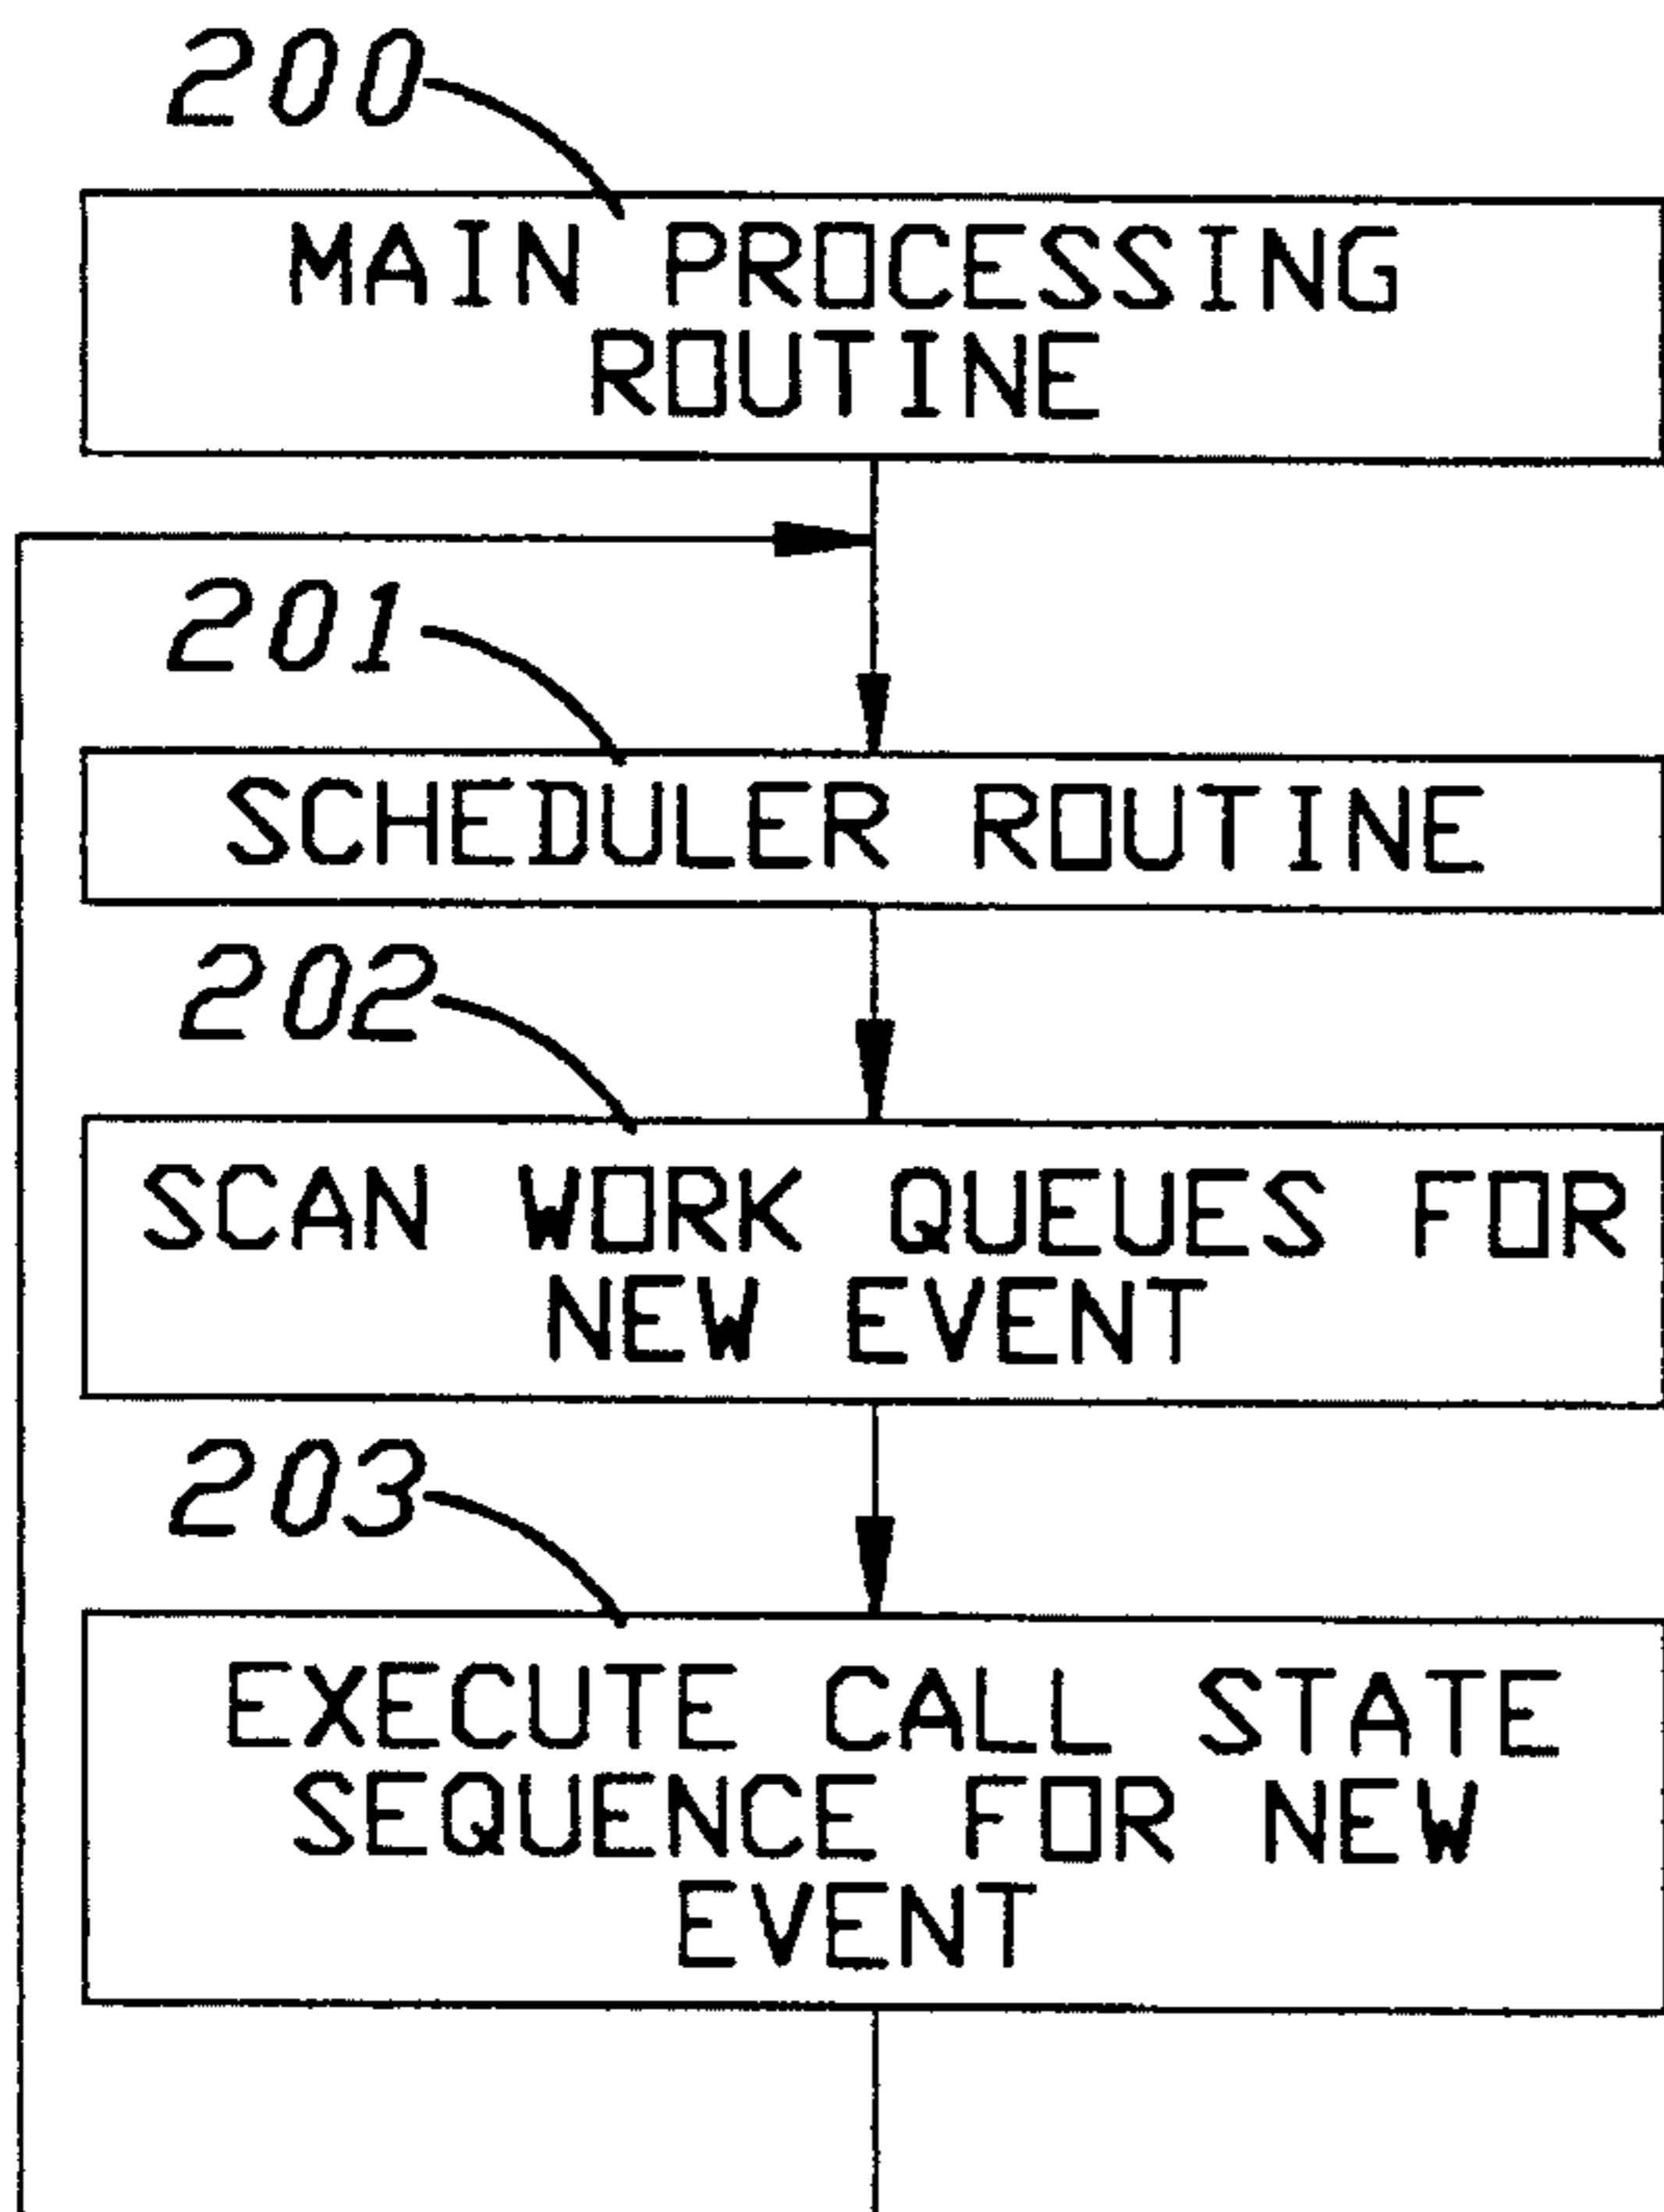 200
MAIN PROCESSING
ROUTINE
201
SCHEDULER ROUTINE
202
SCAN WORK QUEUES FOR
NEW EVENT
203
EXECUTE CALL STATE
SEQUENCE FOR NEW
EVENT